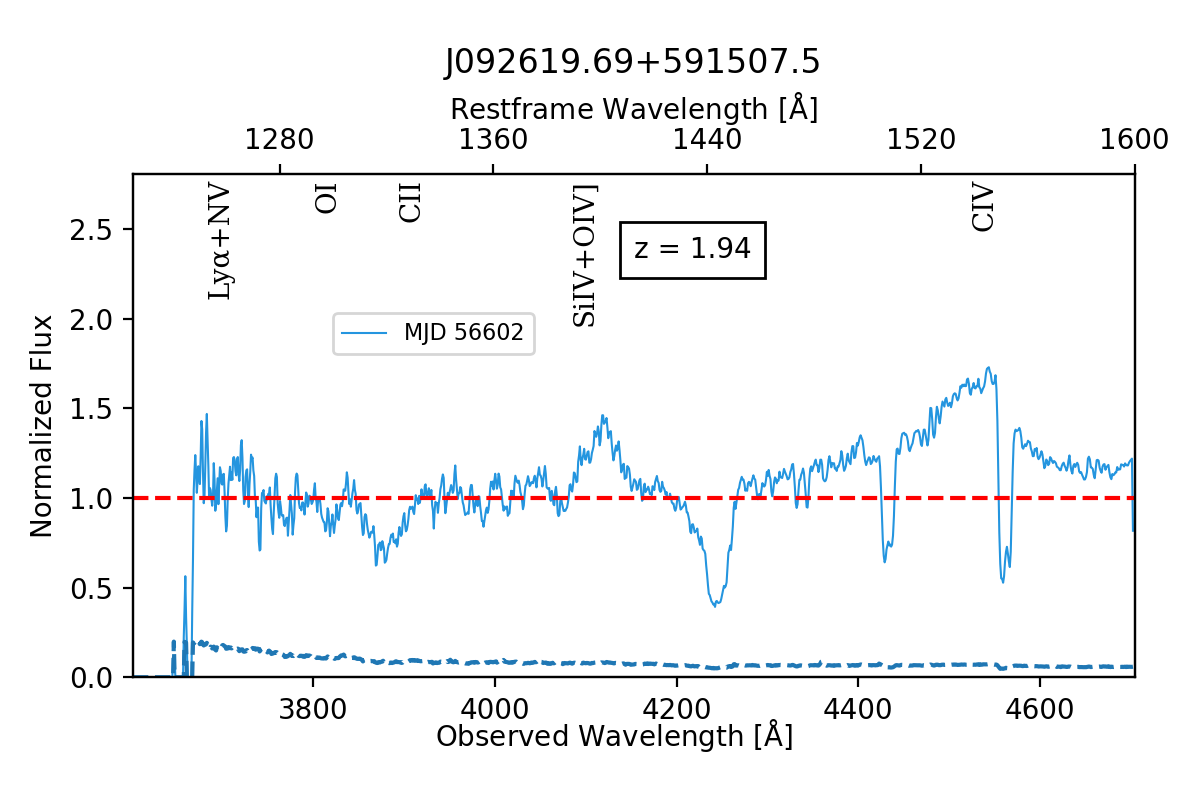 J092619.69+591507.5
Restframe Wavelength [Å]
1280 1360 1440 1520 1600
Lyα+NV
OI
CII
SiIV+OIV]
CIV
z = 1.94
MJD 56602
Normalized Flux
2.5
2.0
1.5
1.0
0.5
0.0
3800 4000 4200 4400 4600
Observed Wavelength [Å]